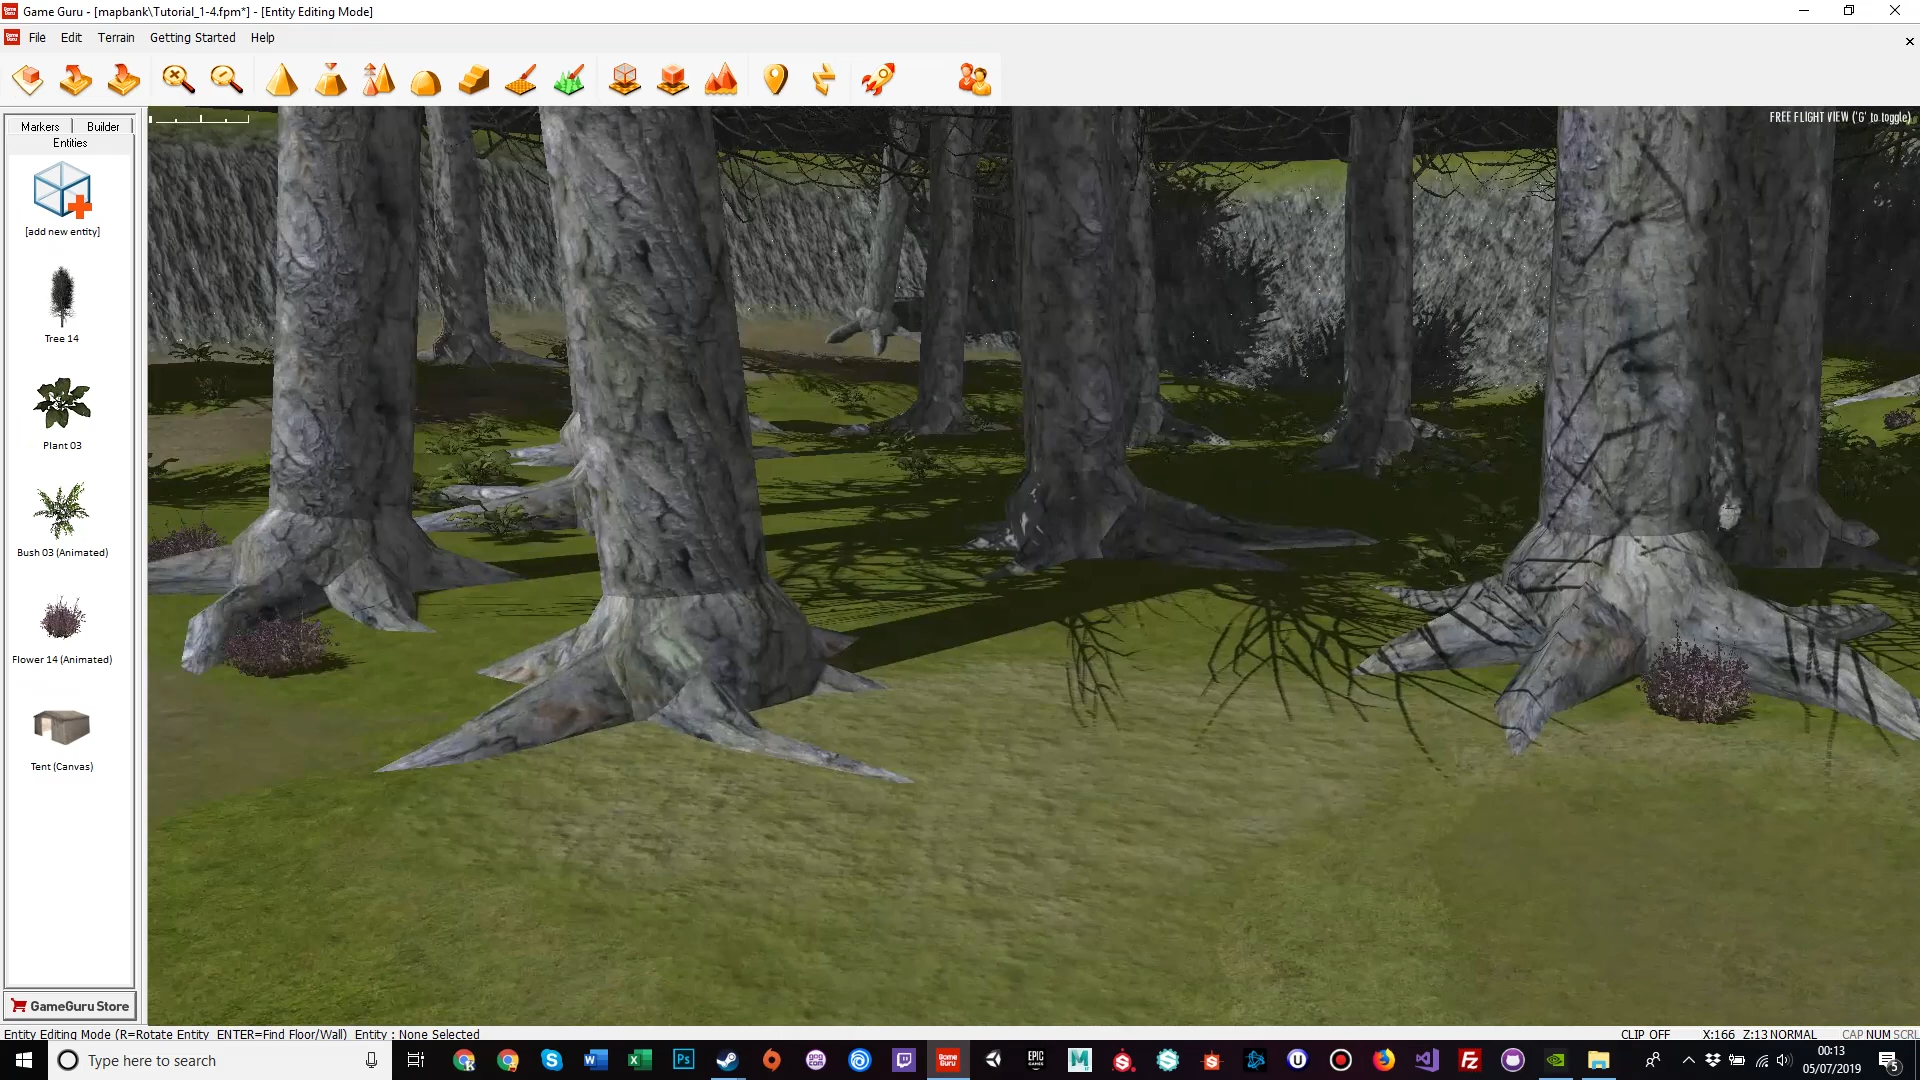 Game Guru - [mapbank\Tutorial_1-4.fpm*] - [Entity Editing Mode]
File Edit Terrain Getting Started Help
FREE FLIGHT VIEW ('G' to toggle)
Markers Builder
Entities
[add new entity]
Tree 14
Plant 03
Bush 03 (Animated)
Flower 14 (Animated)
Tent (Canvas)
GameGuru Store
Entity Editing Mode (R=Rotate Entity ENTER=Find Floor/Wall) Entity : None Selected
CLIP OFF X:166 Z:13 NORMAL CAP NUM SCRL
Type here to search
00:13
05/07/2019
5